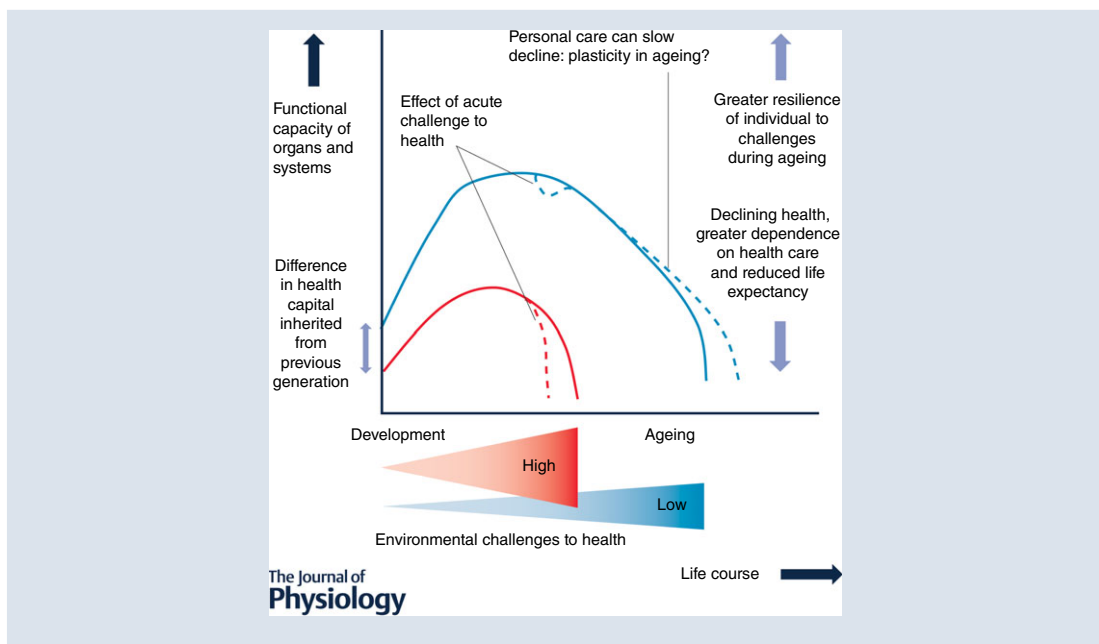 Personal care can slow
decline: plasticity in ageing?
Functional
capacity of
organs and
systems
Effect of acute
challenge to
health
Greater resilience
of individual to
challenges
during ageing
Declining health,
greater dependence
on health care
and reduced life
expectancy
Difference
in health
capital
inherited
from
previous
generation
Development
Ageing
High
Low
Environmental challenges to health
Life course
The Journal of
Physiology